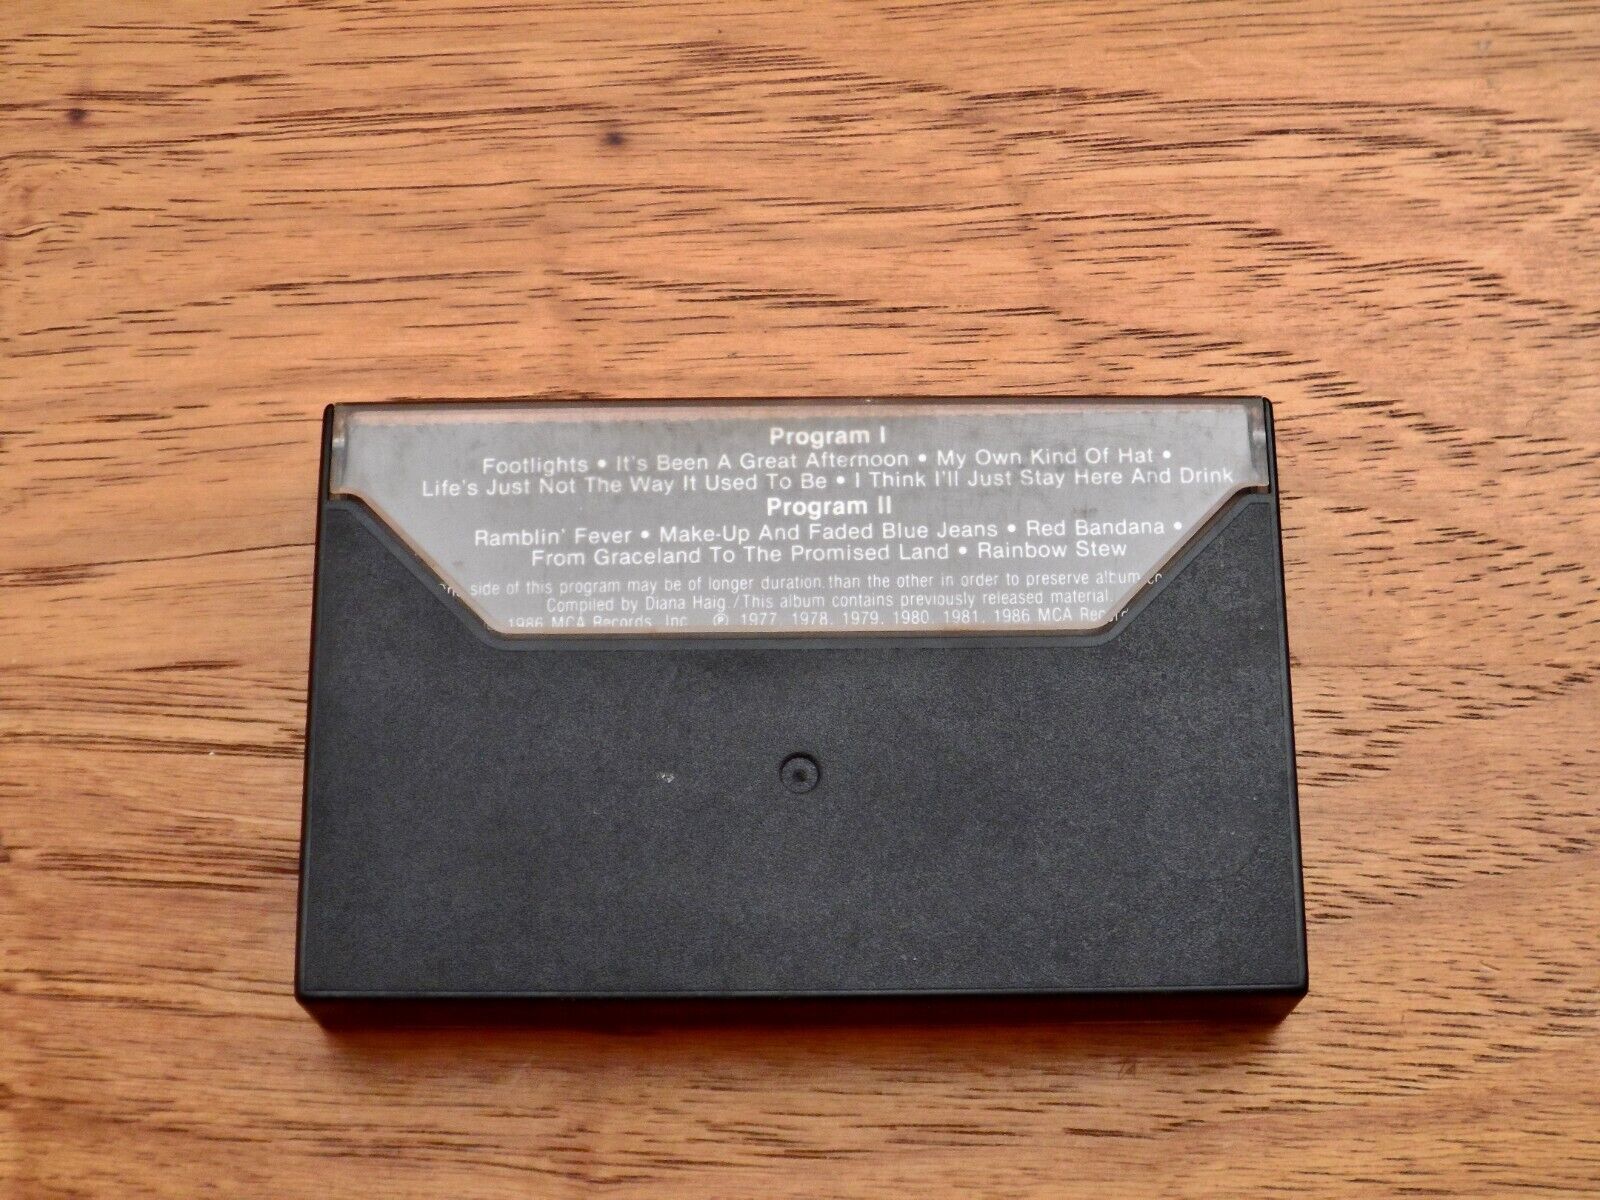 Program I
Footlights • It's Been A Great Afternoon • My Own Kind Of Hat •
Life's Just Not The Way It Used To Be • I Think I'll Just Stay Here And Drink
Program II
Ramblin' Fever • Make-Up And Faded Blue Jeans • Red Bandana •
From Graceland To The Promised Land • Rainbow Stew
side of this program may be of longer duration than the other in order to preserve album
Compiled by Diana Haig./This album contains previously released material.
1986 MCA Records, Inc. ℗ 1977, 1978, 1979, 1980, 1981, 1986 MCA